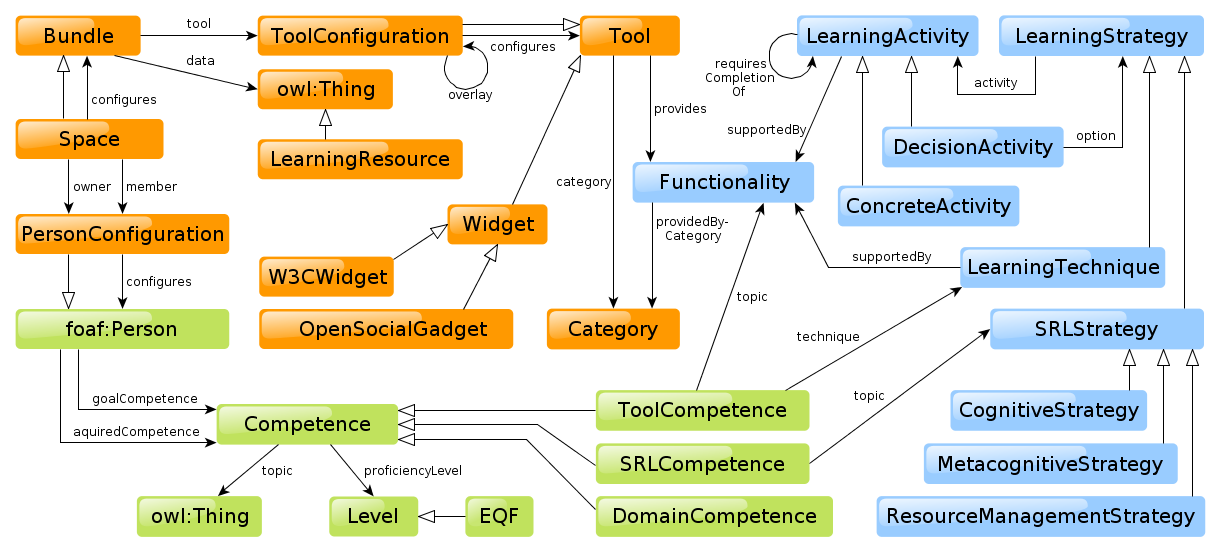 Bundle
tool
ToolConfiguration
configures
Tool
LearningActivity
LearningStrategy
data
overlay
requires
Completion
Of
activity
configures
owl:Thing
provides
supportedBy
option
Space
LearningResource
DecisionActivity
owner
member
category
Functionality
ConcreteActivity
PersonConfiguration
Widget
providedBy-
Category
configures
W3CWidget
supportedBy
LearningTechnique
topic
foaf:Person
OpenSocialGadget
Category
technique
SRLStrategy
goalCompetence
topic
aquiredCompetence
Competence
ToolCompetence
CognitiveStrategy
topic
proficiencyLevel
SRLCompetence
MetacognitiveStrategy
owl:Thing
Level
EQF
DomainCompetence
ResourceManagementStrategy